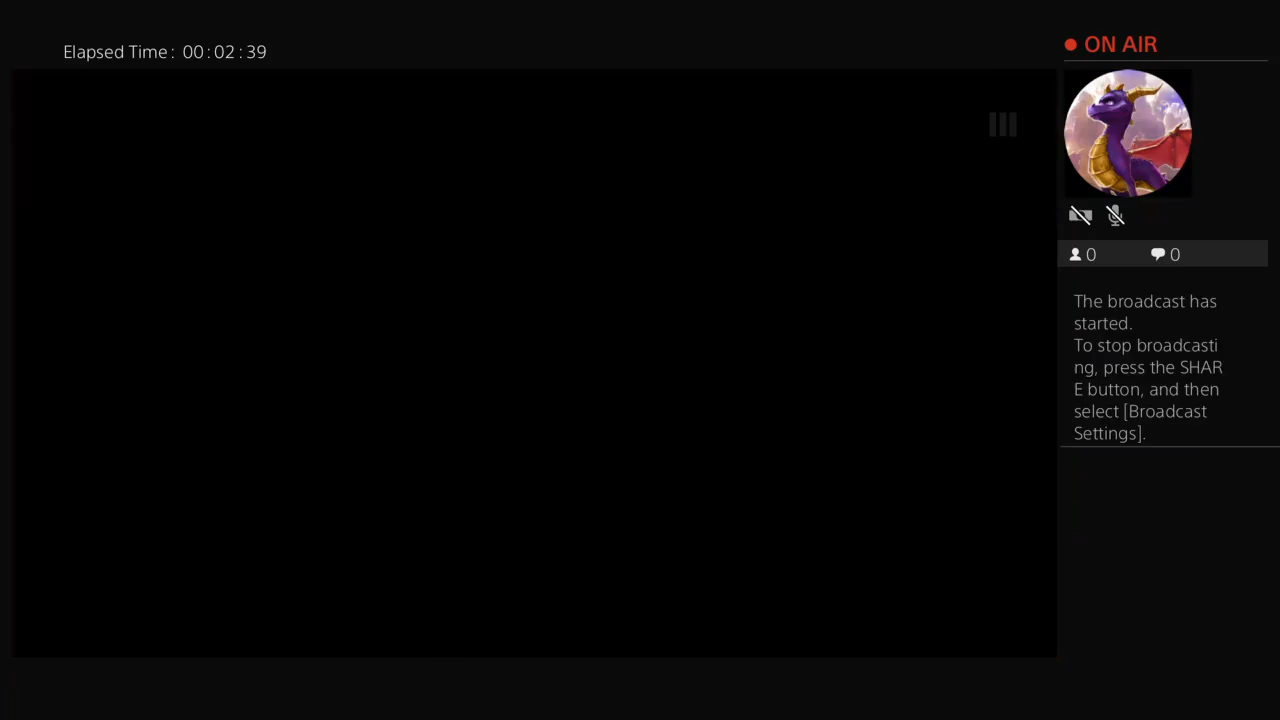 Elapsed Time: 00:02:39
ON AIR
0 0
The broadcast has
started.
To stop broadcasti
ng, press the SHAR
E button, and then
select [Broadcast
Settings].